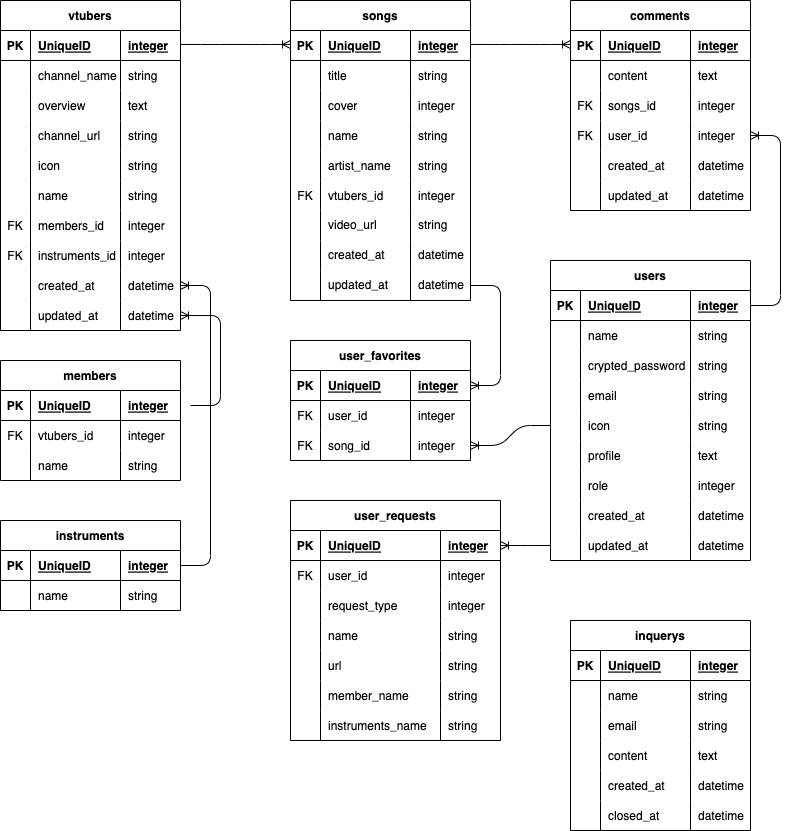 vtubers
PK UniqueID integer
channel_name string
overview text
channel_url string
icon string
name string
FK members_id integer
FK instruments_id integer
created_at datetime
updated_at datetime
members
PK UniqueID integer
FK vtubers_id integer
name string
instruments
PK UniqueID integer
name string
songs
PK UniqueID integer
title string
cover integer
name string
artist_name string
FK vtubers_id integer
video_url string
created_at datetime
updated_at datetime
user_favorites
PK UniqueID integer
FK user_id integer
FK song_id integer
user_requests
PK UniqueID integer
FK user_id integer
request_type integer
name string
url string
member_name string
instruments_name string
comments
PK UniqueID integer
content text
FK songs_id integer
FK user_id integer
created_at datetime
updated_at datetime
users
PK UniqueID integer
name string
crypted_password string
email string
icon string
profile text
role integer
created_at datetime
updated_at datetime
inquerys
PK UniqueID integer
name string
email string
content text
created_at datetime
closed_at datetime